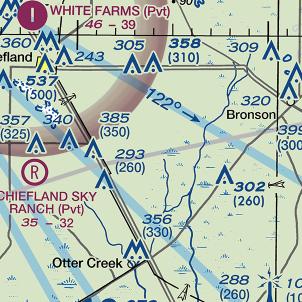 I
WHITE FARMS (Pvt)
46 – 39
360
243
305
358
(310)
309
efland
537
(500)
122°
320
Bronson
357
(325)
340
385
(350)
293
(260)
R
CHIEFLAND SKY
RANCH (Pvt)
35 – 32
302
(260)
356
(330)
Otter Creek
288
(260)